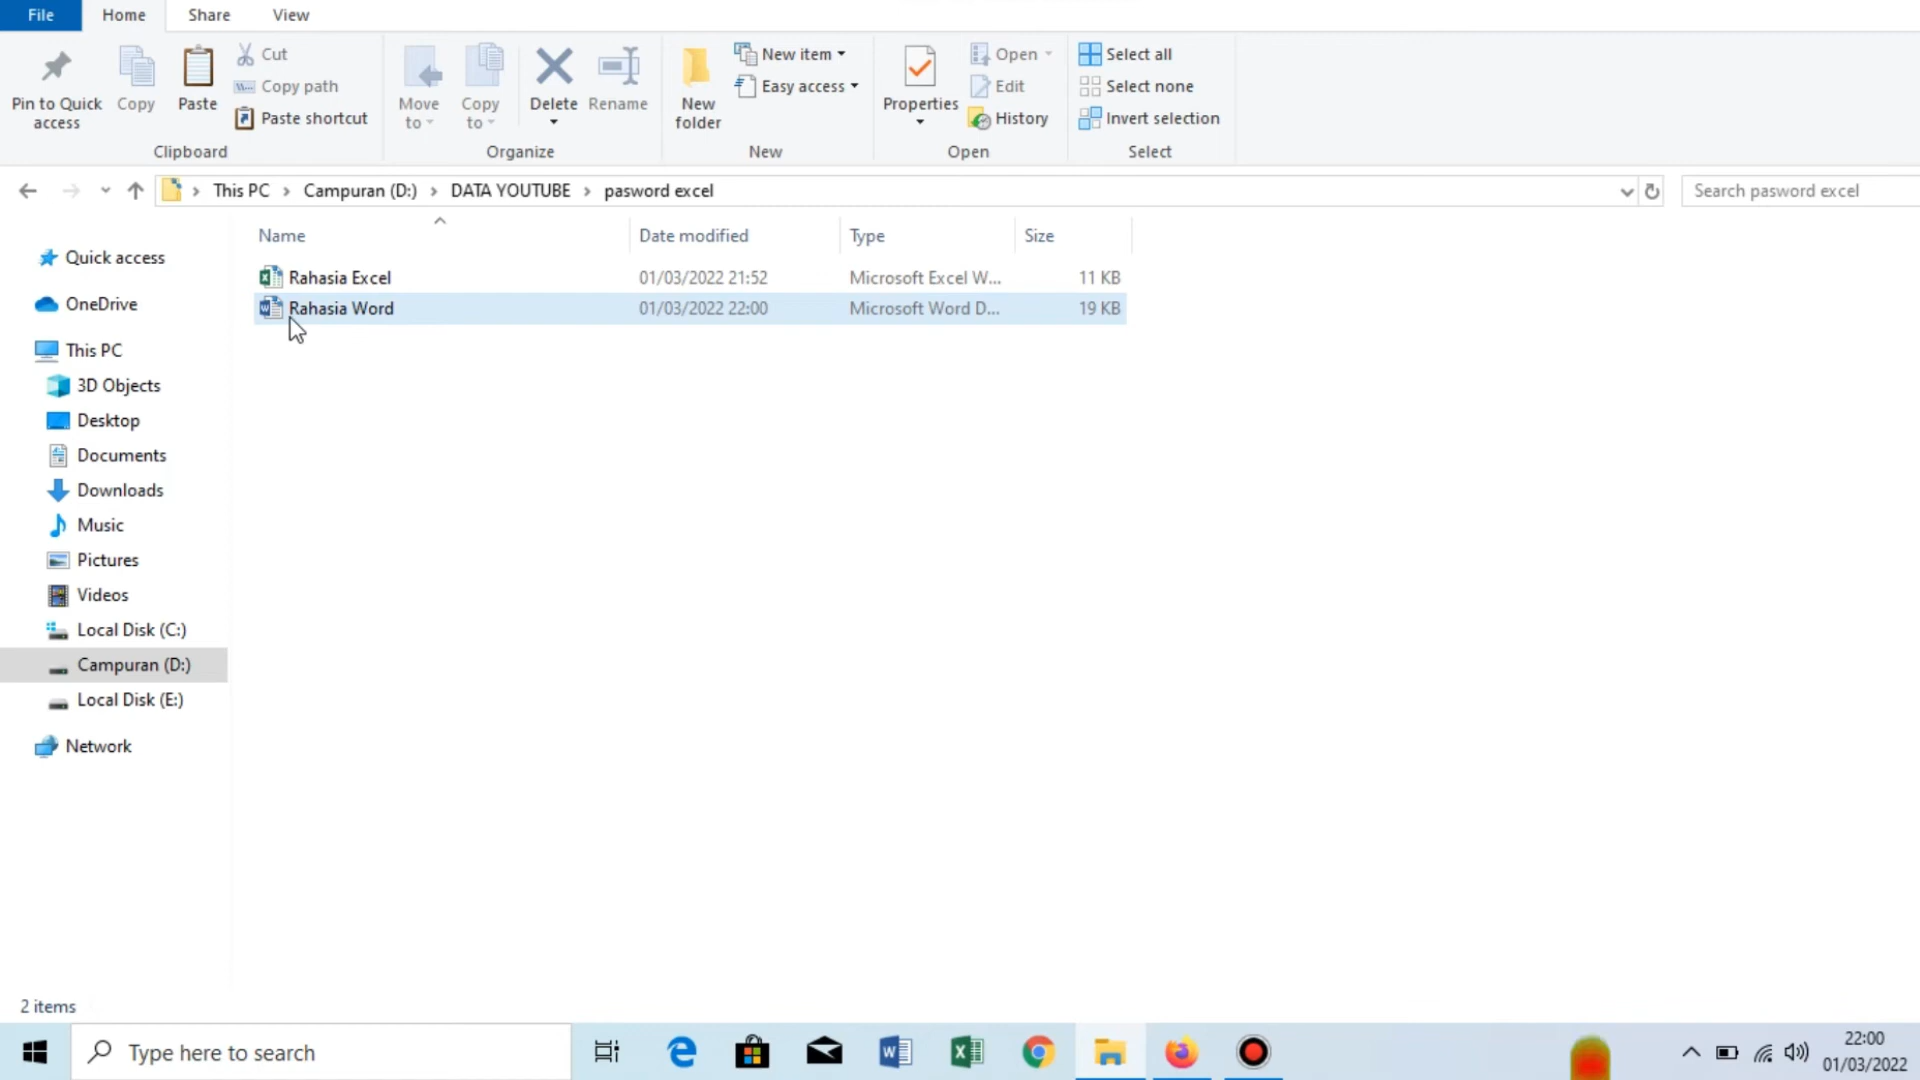 File Home Share View
Cut
New item Open Select all
Copy path
Easy access Edit Select none
Pin to Quick access Copy Paste Move to Copy to Delete Rename New folder Properties
Paste shortcut History Invert selection
Clipboard Organize New Open Select
This PC Campuran (D:) DATA YOUTUBE pasword excel Search pasword excel
Name Date modified Type Size
Quick access
Rahasia Excel 01/03/2022 21:52 Microsoft Excel W... 11 KB
Rahasia Word 01/03/2022 22:00 Microsoft Word D... 19 KB
OneDrive
This PC
3D Objects
Desktop
Documents
Downloads
Music
Pictures
Videos
Local Disk (C:)
Campuran (D:)
Local Disk (E:)
Network
2 items
Type here to search
22:00
01/03/2022